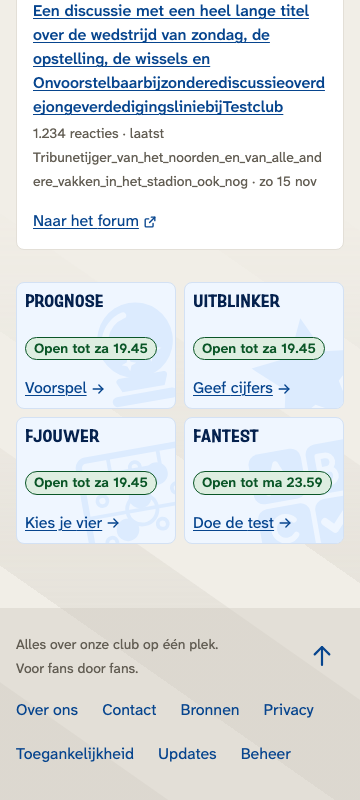 Een discussie met een heel lange titel
over de wedstrijd van zondag, de
opstelling, de wissels en
Onvoorstelbaarbijzonderediscussieoverd
ejongeverdedigingsliniebijTestclub
1.234 reacties · laatst
Tribunetijger_van_het_noorden_en_van_alle_and
ere_vakken_in_het_stadion_ook_nog · zo 15 nov
Naar het forum
PROGNOSE
Open tot za 19.45
Voorspel →
UITBLINKER
Open tot za 19.45
Geef cijfers →
FJOUWER
Open tot za 19.45
Kies je vier →
FANTEST
Open tot ma 23.59
Doe de test →
Alles over onze club op één plek.
Voor fans door fans.
Over ons Contact Bronnen Privacy
Toegankelijkheid Updates Beheer